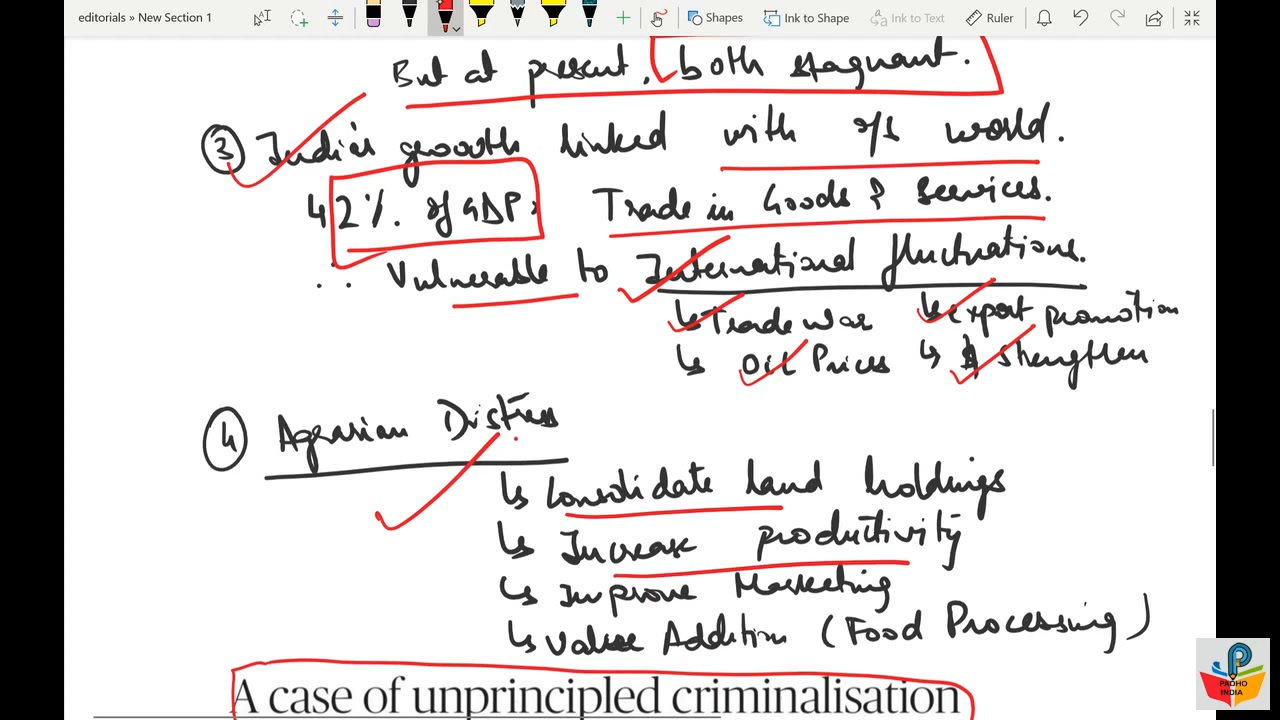 editorials » New Section 1
Shapes
Ink to Shape
Ink to Text
Ruler
But at present, both stagnant.
③ India's growth linked with r/s world.
↳ 42% of GDP: Trade in Goods & Services.
∴ Vulnerable to International fluctuations.
↳ Trade war ↳ export promotion
↳ Oil Prices ↳ $ strengthen
④ Agrarian Distress
↳ Consolidate land holdings
↳ Increase productivity
↳ Improve Marketing
↳ Value Addition (Food Processing)
A case of unprincipled criminalisation
PADHO
INDIA